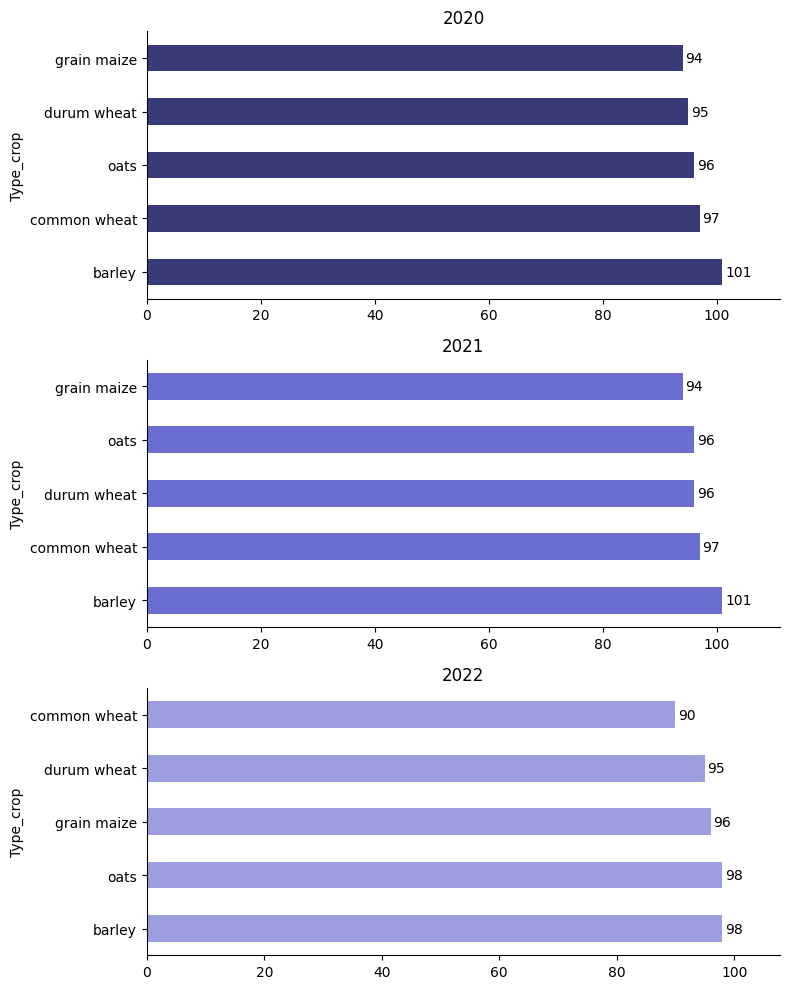 2020
grain maize 94
durum wheat 95
oats 96
common wheat 97
barley 101
Type_crop
0 20 40 60 80 100
2021
grain maize 94
oats 96
durum wheat 96
common wheat 97
barley 101
Type_crop
0 20 40 60 80 100
2022
common wheat 90
durum wheat 95
grain maize 96
oats 98
barley 98
Type_crop
0 20 40 60 80 100